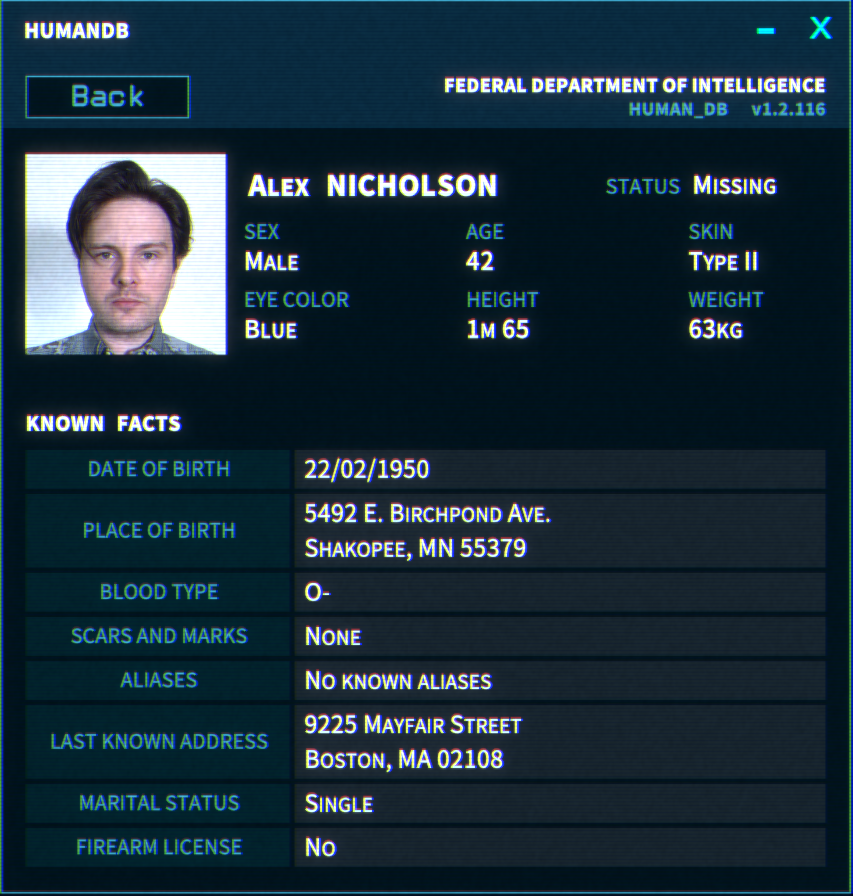 HUMANDB
– X
Back
FEDERAL DEPARTMENT OF INTELLIGENCE
HUMAN_DB v1.2.116
ALEX NICHOLSON
STATUS MISSING
SEX AGE SKIN
MALE 42 TYPE II
EYE COLOR HEIGHT WEIGHT
BLUE 1M 65 63KG
KNOWN FACTS
DATE OF BIRTH 22/02/1950
PLACE OF BIRTH
5492 E. BIRCHPOND AVE.
SHAKOPEE, MN 55379
BLOOD TYPE O-
SCARS AND MARKS NONE
ALIASES NO KNOWN ALIASES
LAST KNOWN ADDRESS
9225 MAYFAIR STREET
BOSTON, MA 02108
MARITAL STATUS SINGLE
FIREARM LICENSE NO